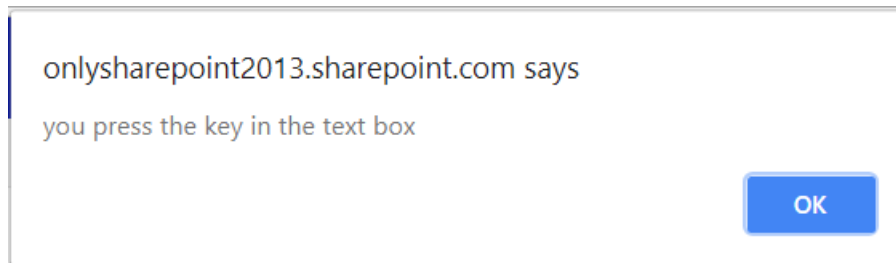 onlysharepoint2013.sharepoint.com says
you press the key in the text box
OK